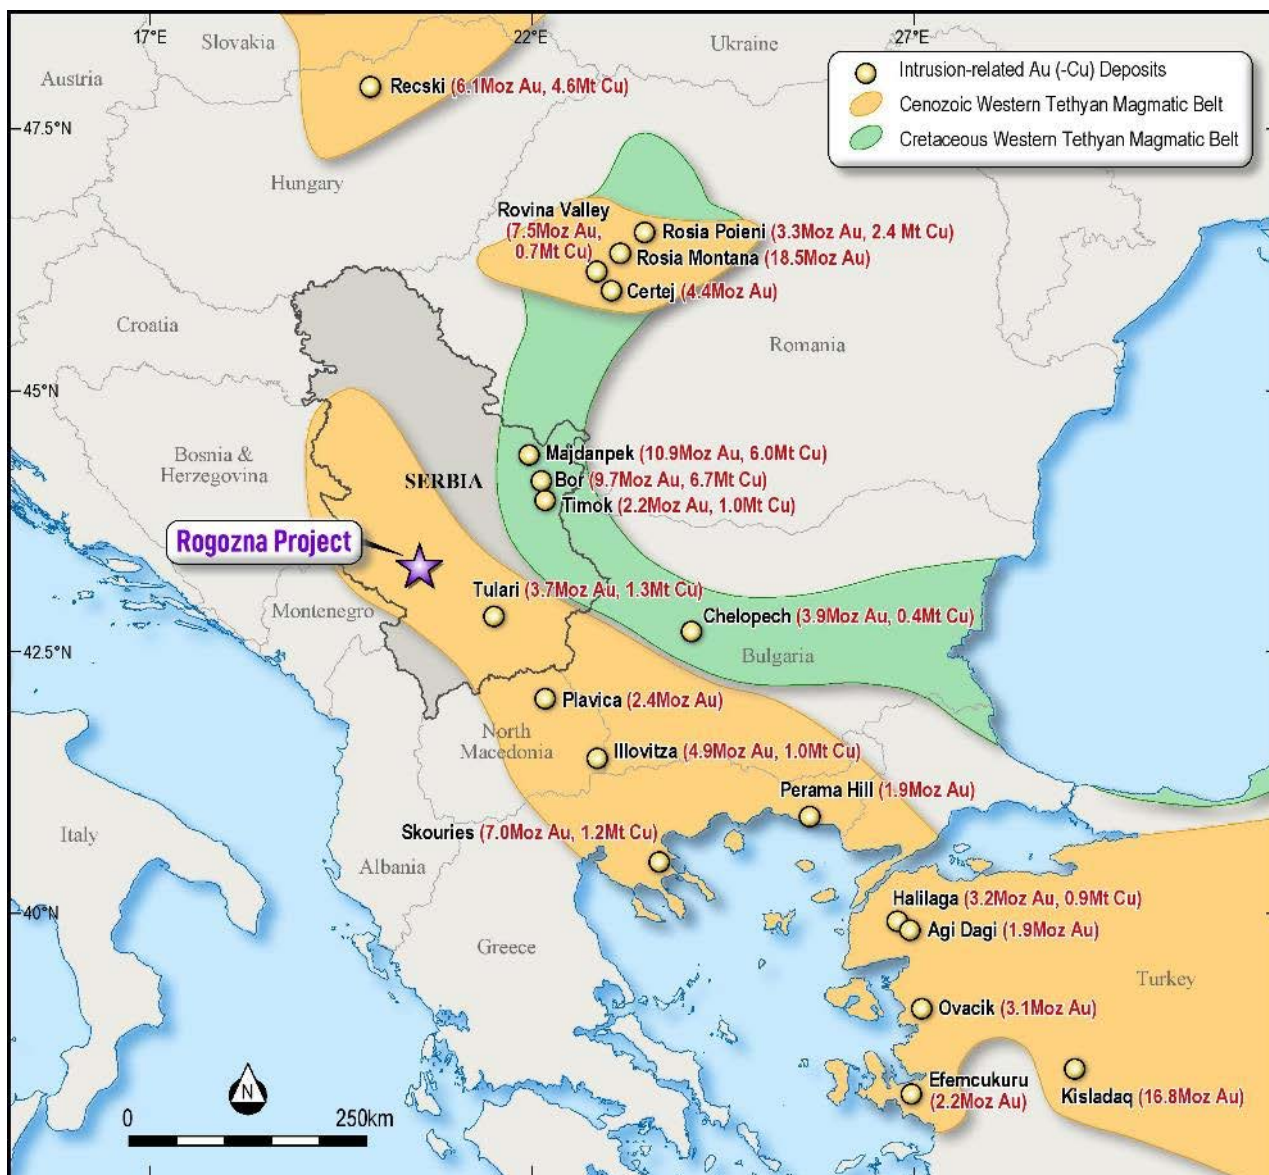 17°E
22°E
27°E
Slovakia
Ukraine
Austria
Intrusion-related Au (-Cu) Deposits
Cenozoic Western Tethyan Magmatic Belt
Cretaceous Western Tethyan Magmatic Belt
Recski (6.1Moz Au, 4.6Mt Cu)
47.5°N
Hungary
Rovina Valley
(7.5Moz Au,
0.7Mt Cu)
Rosia Poieni (3.3Moz Au, 2.4 Mt Cu)
Rosia Montana (18.5Moz Au)
Certej (4.4Moz Au)
Croatia
Romania
45°N
Bosnia &
Herzegovina
SERBIA
Majdanpek (10.9Moz Au, 6.0Mt Cu)
Bor (9.7Moz Au, 6.7Mt Cu)
Timok (2.2Moz Au, 1.0Mt Cu)
Rogozna Project
Tulari (3.7Moz Au, 1.3Mt Cu)
Montenegro
Chelopech (3.9Moz Au, 0.4Mt Cu)
42.5°N
Bulgaria
Plavica (2.4Moz Au)
North
Macedonia
Illovitza (4.9Moz Au, 1.0Mt Cu)
Perama Hill (1.9Moz Au)
Italy
Skouries (7.0Moz Au, 1.2Mt Cu)
Albania
Halilaga (3.2Moz Au, 0.9Mt Cu)
40°N
Agi Dagi (1.9Moz Au)
Greece
Turkey
Ovacik (3.1Moz Au)
N
Efemcukuru
(2.2Moz Au)
Kisladaq (16.8Moz Au)
0
250km